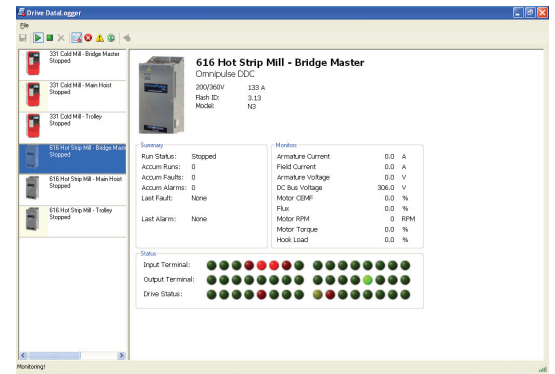 Drive DataLogger
File
331 Cold Mill - Bridge Master
Stopped
331 Cold Mill - Main Hoist
Stopped
331 Cold Mill - Trolley
Stopped
616 Hot Strip Mill - Bridge Mast
Stopped
616 Hot Strip Mill - Main Hoist
Stopped
616 Hot Strip Mill - Trolley
Stopped
616 Hot Strip Mill - Bridge Master
Omnipulse DDC
200/360V 133 A
Flash ID: 3.13
Model: N3
Summary
Run Status: Stopped
Accum Runs: 0
Accum Faults: 0
Accum Alarms: 0
Last Fault: None
Last Alarm: None
Monitors
Armature Current 0.0 A
Field Current 0.0 A
Armature Voltage 0.0 V
DC Bus Voltage 306.0 V
Motor CEMF 0.0 %
Flux 0.0 %
Motor RPM 0 RPM
Motor Torque 0.0 %
Hook Load 0.0 %
Status
Input Terminal:
Output Terminal:
Drive Status:
Monitoring!